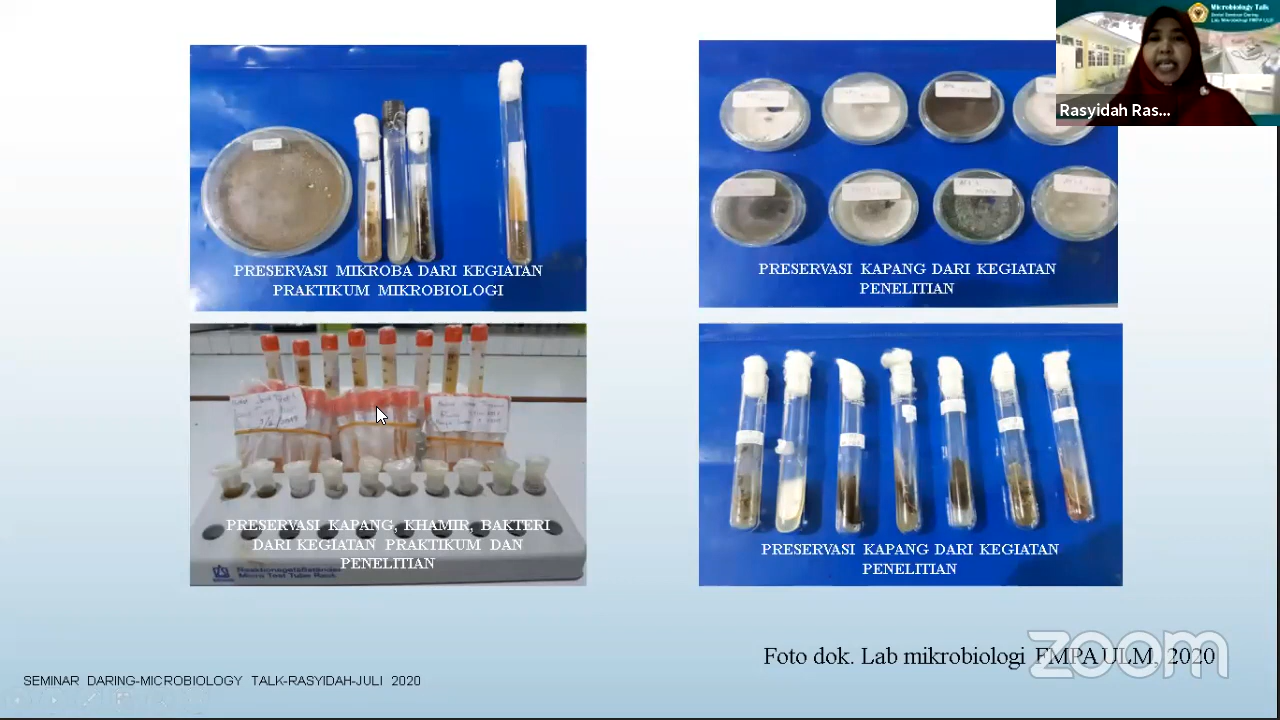 Microbiology Talk
Rasyidah Ras...
PRESERVASI MIKROBA DARI KEGIATAN
PRAKTIKUM MIKROBIOLOGI
PRESERVASI KAPANG DARI KEGIATAN
PENELITIAN
PRESERVASI KAPANG, KHAMIR, BAKTERI
DARI KEGIATAN PRAKTIKUM DAN
PENELITIAN
PRESERVASI KAPANG DARI KEGIATAN
PENELITIAN
Foto dok. Lab mikrobiologi FMPA ULM, 2020
zoom
SEMINAR DARING-MICROBIOLOGY TALK-RASYIDAH-JULI 2020